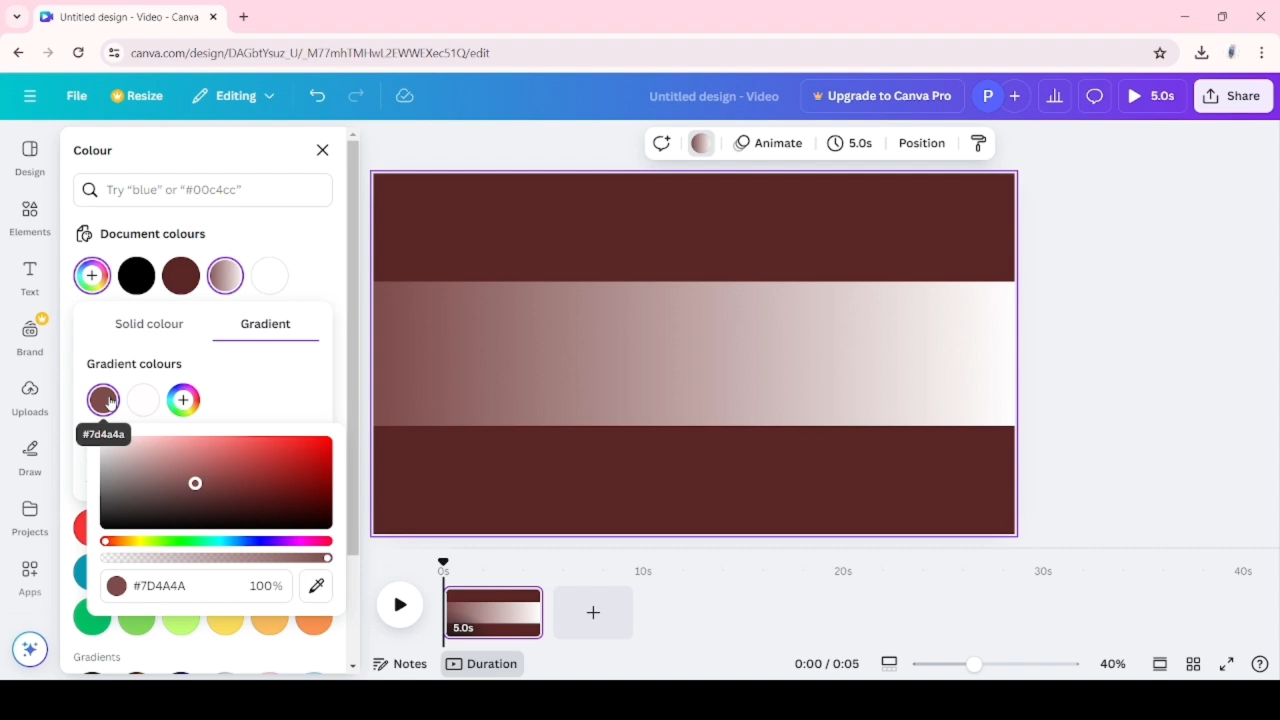 Untitled design - Video - Canva
canva.com/design/DAGbtYsuz_U/_M77mhTMHwL2EWWEXec51Q/edit
File
Resize
Editing
Untitled design - Video
Upgrade to Canva Pro
P
5.0s
Share
Design
Elements
Text
Brand
Uploads
Draw
Projects
Apps
Colour
Try “blue” or “#00c4cc”
Document colours
Solid colour
Gradient
Gradient colours
#7d4a4a
#7D4A4A 100%
Gradients
Animate
5.0s
Position
0s 10s 20s 30s 40s
5.0s
Notes
Duration
0:00 / 0:05
40%